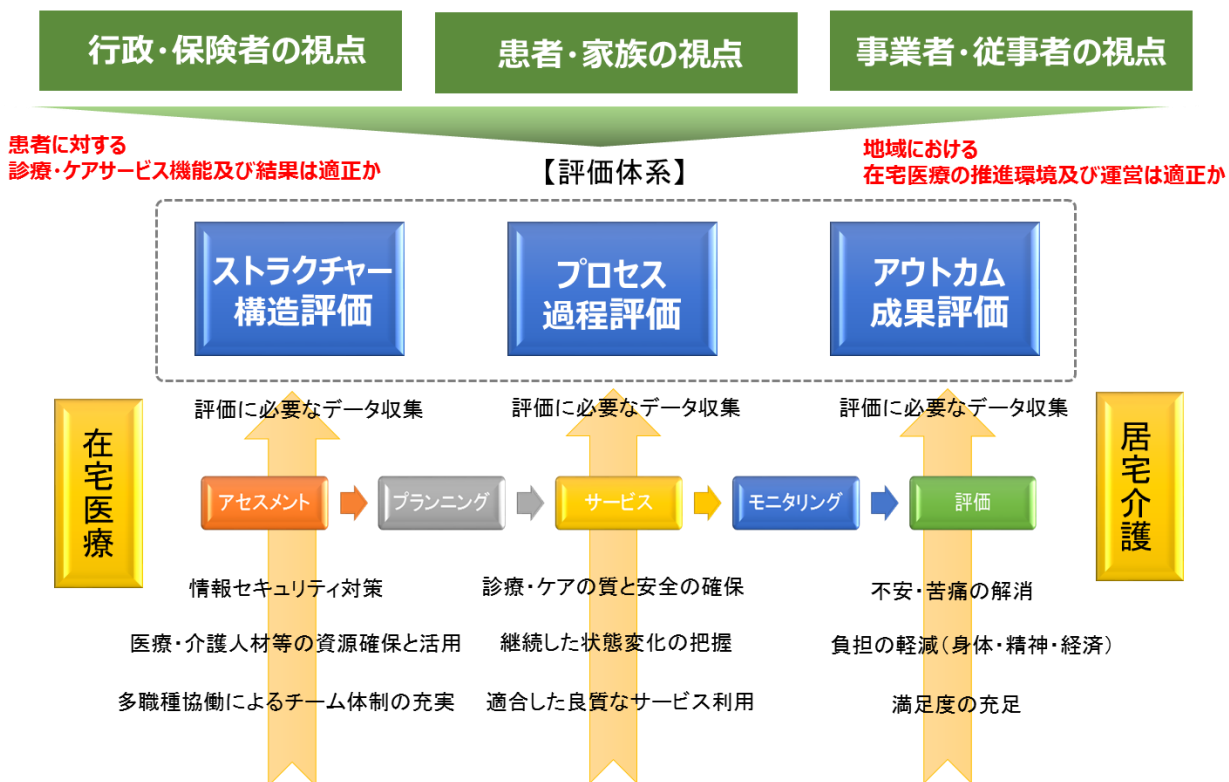 行政・保険者の視点
患者・家族の視点
事業者・従事者の視点
患者に対する
診療・ケアサービス機能及び結果は適正か
地域における
在宅医療の推進環境及び運営は適正か
【評価体系】
ストラクチャー
構造評価
プロセス
過程評価
アウトカム
成果評価
評価に必要なデータ収集
評価に必要なデータ収集
評価に必要なデータ収集
在宅医療
居宅介護
アセスメント
プランニング
サービス
モニタリング
評価
情報セキュリティ対策
診療・ケアの質と安全の確保
不安・苦痛の解消
医療・介護人材等の資源確保と活用
継続した状態変化の把握
負担の軽減(身体・精神・経済)
多職種協働によるチーム体制の充実
適合した良質なサービス利用
満足度の充足